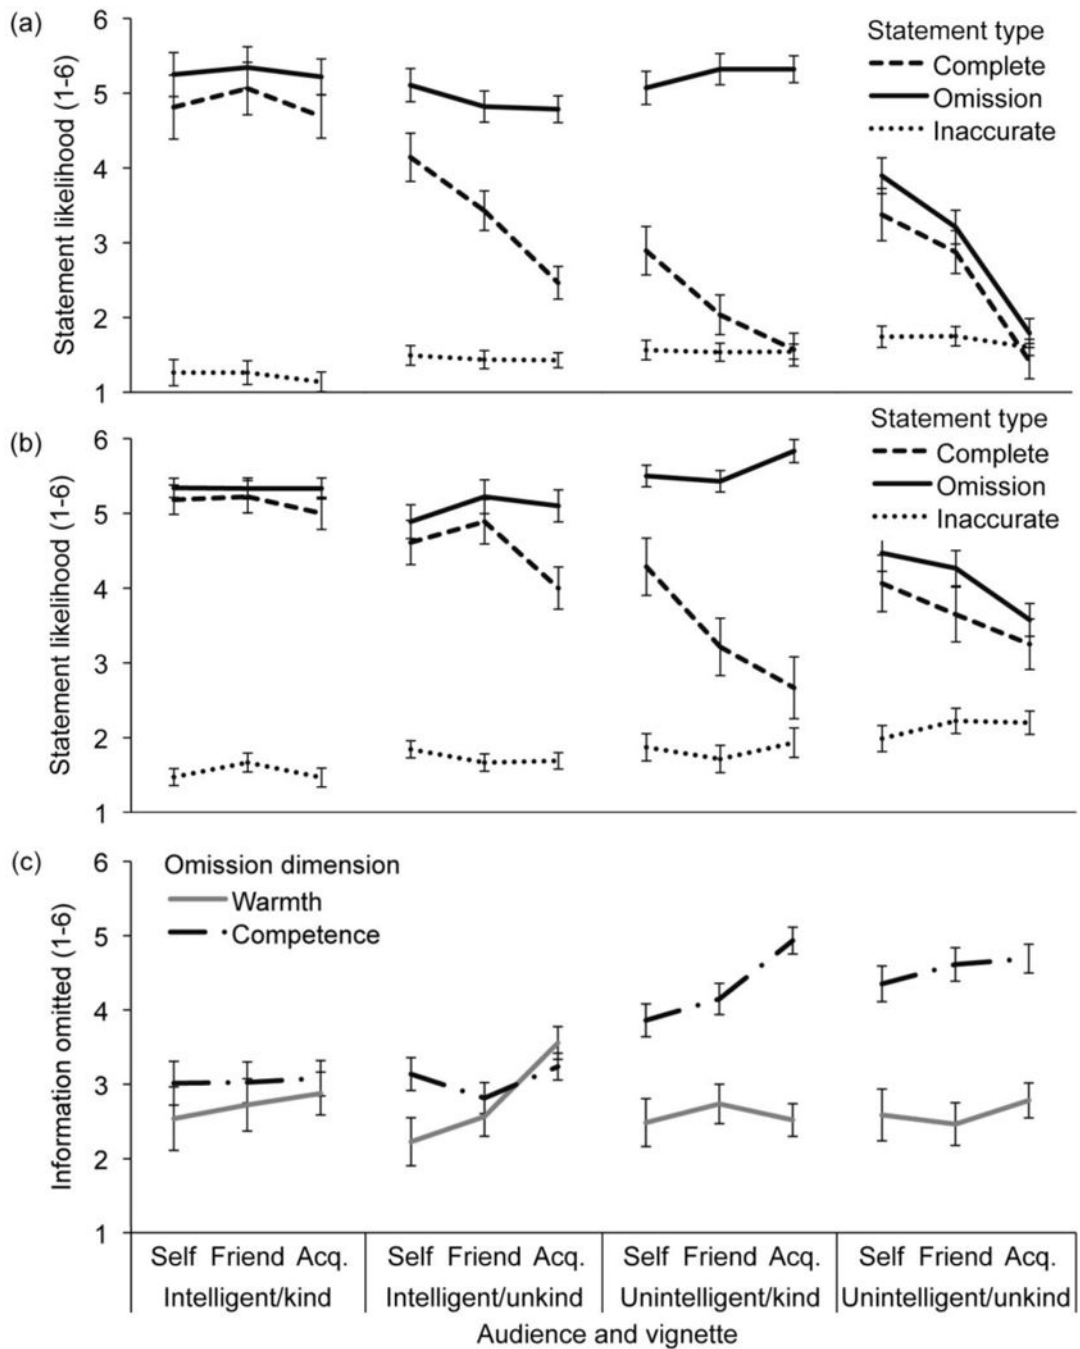 (a)
Statement likelihood (1-6)
6
5
4
3
2
1
Statement type
Complete
Omission
Inaccurate
(b)
Statement likelihood (1-6)
6
5
4
3
2
1
Statement type
Complete
Omission
Inaccurate
(c)
Information omitted (1-6)
6
5
4
3
2
1
Omission dimension
Warmth
Competence
Self Friend Acq. Self Friend Acq. Self Friend Acq. Self Friend Acq.
Intelligent/kind Intelligent/unkind Unintelligent/kind Unintelligent/unkind
Audience and vignette